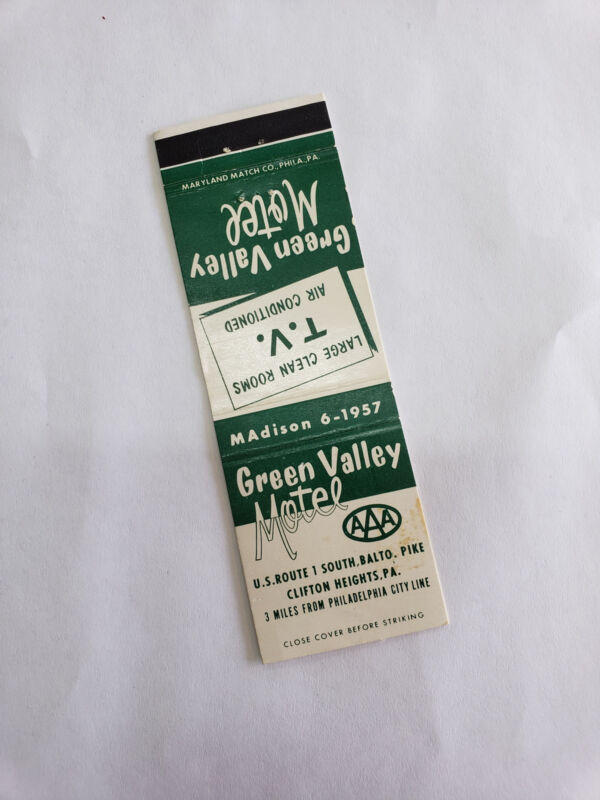 MARYLAND MATCH CO., PHILA., PA.
Green Valley
Motel
LARGE CLEAN ROOMS
T.V.
AIR CONDITIONED
MAdison 6-1957
Green Valley
Motel
AAA
U.S. ROUTE 1 SOUTH, BALTO. PIKE
CLIFTON HEIGHTS, PA.
3 MILES FROM PHILADELPHIA CITY LINE
CLOSE COVER BEFORE STRIKING